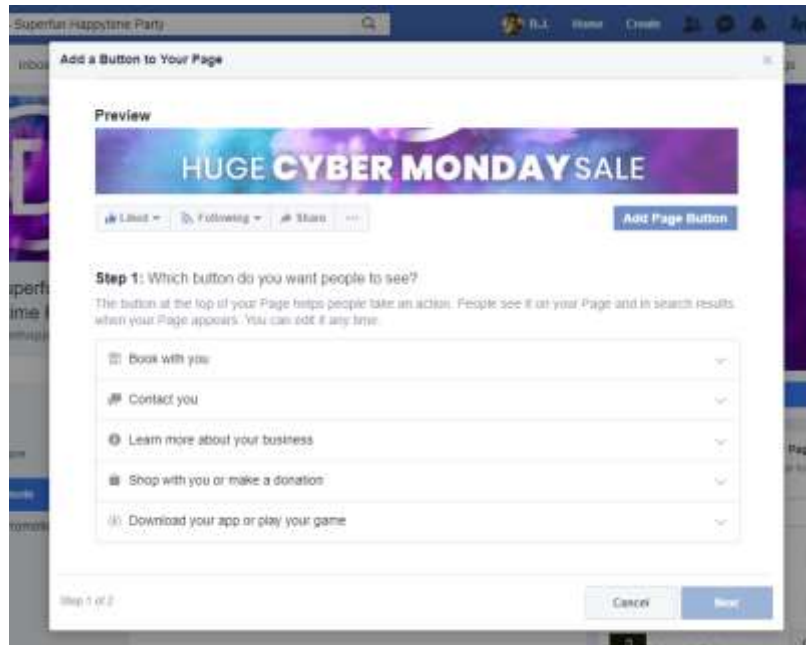 Superfun Happytime Party
B.J. Home Create
Inbox
Add a Button to Your Page
Preview
HUGE CYBER MONDAY SALE
Liked Following Share ...
Add Page Button
Step 1: Which button do you want people to see?
The button at the top of your Page helps people take an action. People see it on your Page and in search results
when your Page appears. You can edit it any time.
Book with you
Contact you
Learn more about your business
Shop with you or make a donation
Download your app or play your game
Step 1 of 2
Cancel
Next